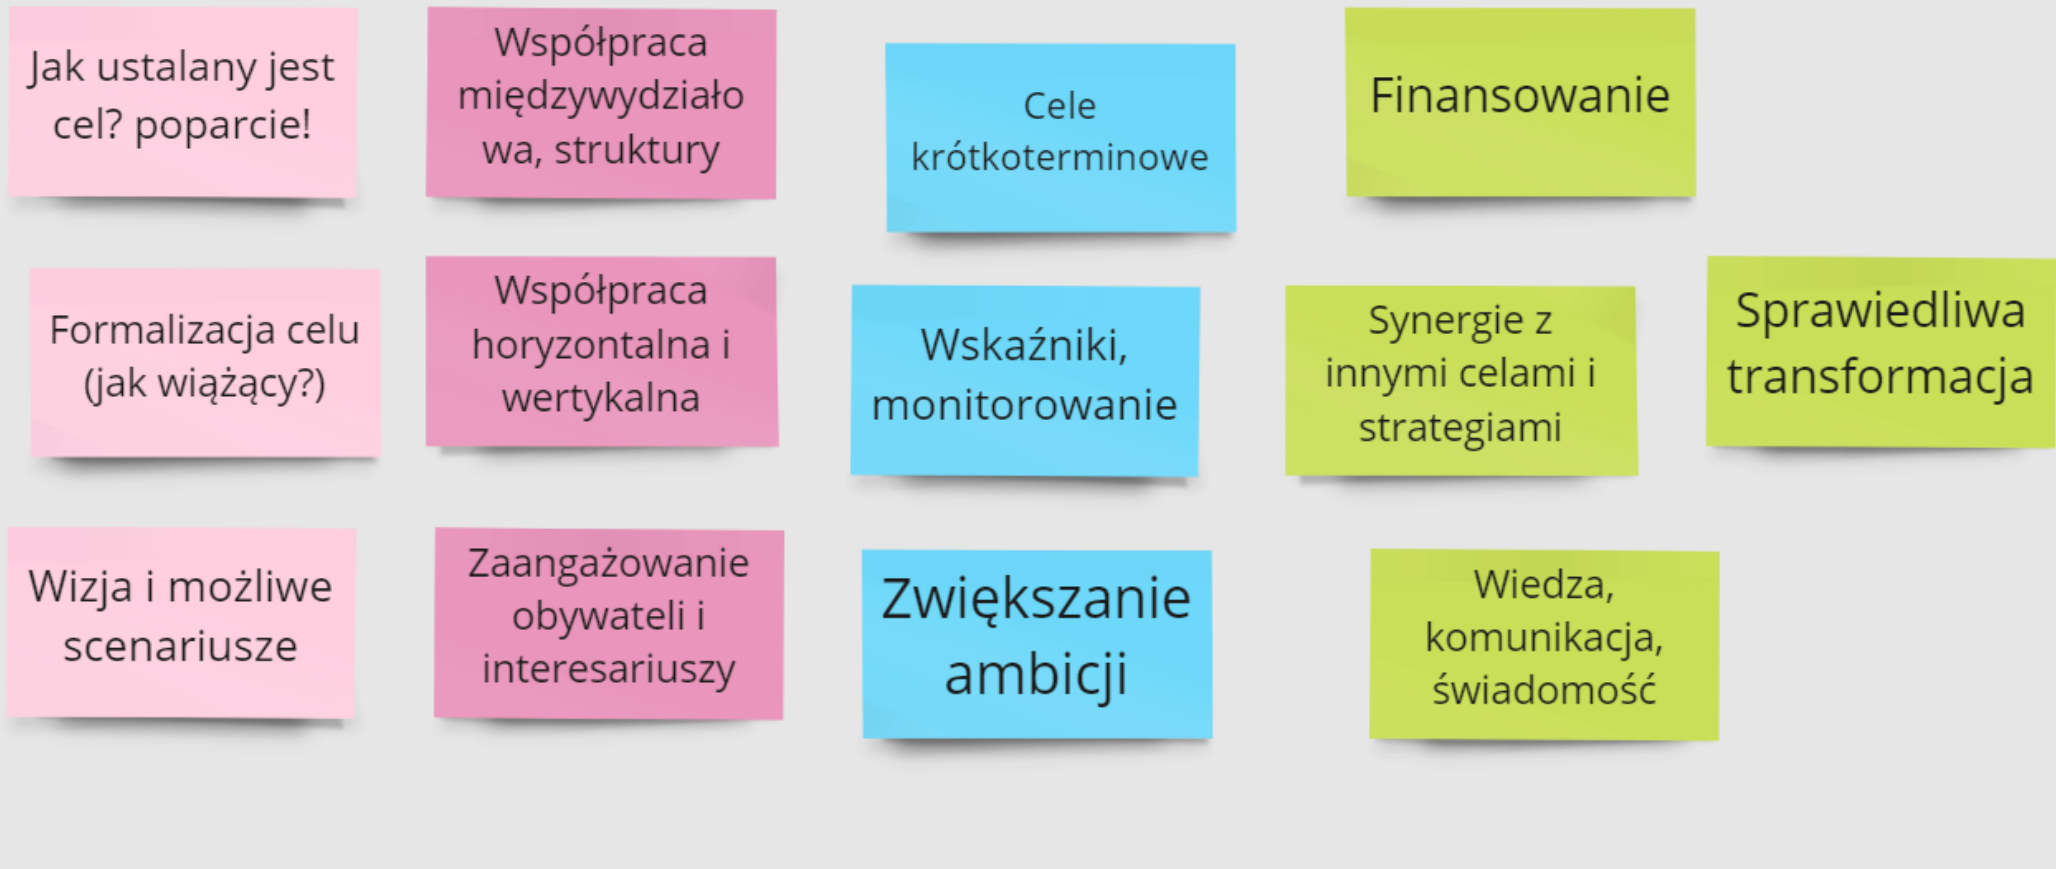 Jak ustalany jest
cel? poparcie!
Współpraca
międzywydziało
wa, struktury
Cele
krótkoterminowe
Finansowanie
Formalizacja celu
(jak wiążący?)
Współpraca
horyzontalna i
wertykalna
Wskaźniki,
monitorowanie
Synergie z
innymi celami i
strategiami
Sprawiedliwa
transformacja
Wizja i możliwe
scenariusze
Zaangażowanie
obywateli i
interesariuszy
Zwiększanie
ambicji
Wiedza,
komunikacja,
świadomość